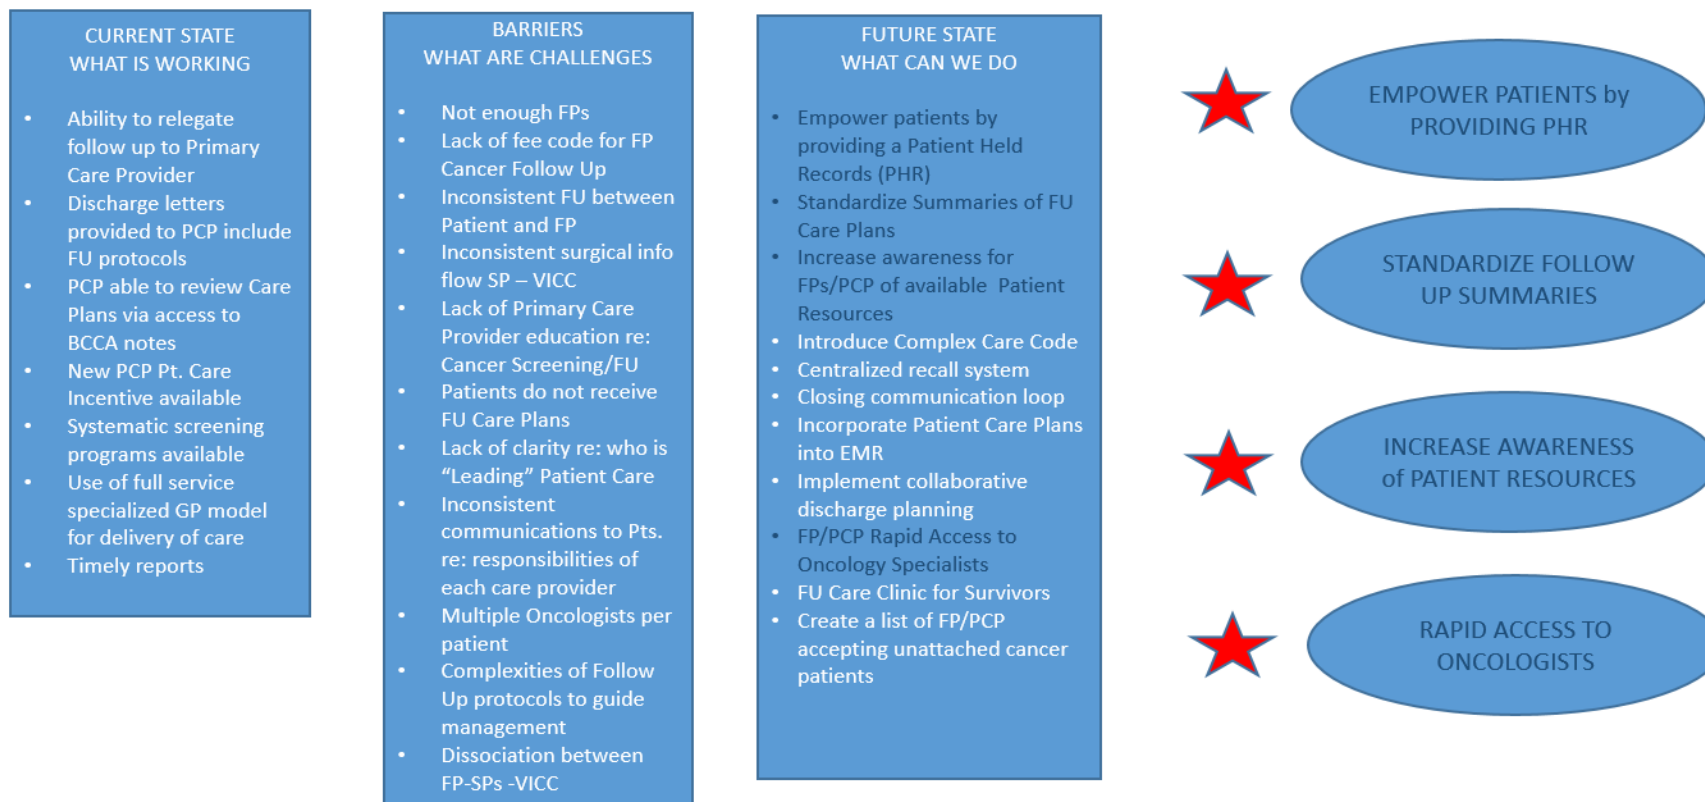 CURRENT STATE
WHAT IS WORKING
• Ability to relegate
follow up to Primary
Care Provider
• Discharge letters
provided to PCP include
FU protocols
• PCP able to review Care
Plans via access to
BCCA notes
• New PCP Pt. Care
Incentive available
• Systematic screening
programs available
• Use of full service
specialized GP model
for delivery of care
• Timely reports
BARRIERS
WHAT ARE CHALLENGES
• Not enough FPs
• Lack of fee code for FP
Cancer Follow Up
• Inconsistent FU between
Patient and FP
• Inconsistent surgical info
flow SP – VICC
• Lack of Primary Care
Provider education re:
Cancer Screening/FU
• Patients do not receive
FU Care Plans
• Lack of clarity re: who is
“Leading” Patient Care
• Inconsistent
communications to Pts.
re: responsibilities of
each care provider
• Multiple Oncologists per
patient
• Complexities of Follow
Up protocols to guide
management
• Dissociation between
FP-SPs -VICC
FUTURE STATE
WHAT CAN WE DO
• Empower patients by
providing a Patient Held
Records (PHR)
• Standardize Summaries of FU
Care Plans
• Increase awareness for
FPs/PCP of available Patient
Resources
• Introduce Complex Care Code
• Centralized recall system
• Closing communication loop
• Incorporate Patient Care Plans
into EMR
• Implement collaborative
discharge planning
• FP/PCP Rapid Access to
Oncology Specialists
• FU Care Clinic for Survivors
• Create a list of FP/PCP
accepting unattached cancer
patients
EMPOWER PATIENTS by
PROVIDING PHR
STANDARDIZE FOLLOW
UP SUMMARIES
INCREASE AWARENESS
of PATIENT RESOURCES
RAPID ACCESS TO
ONCOLOGISTS